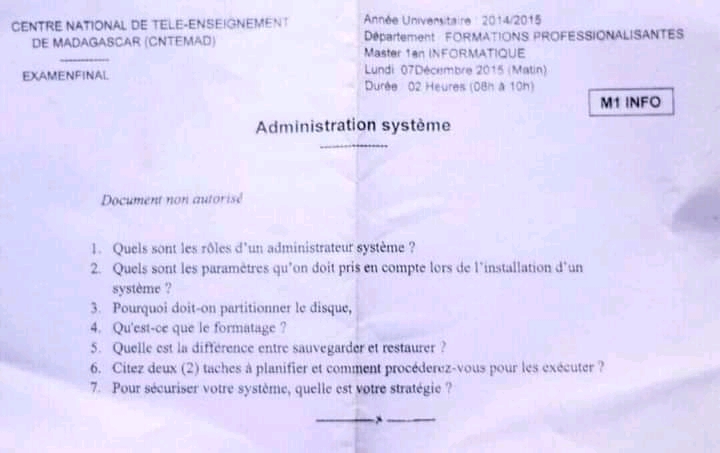 CENTRE NATIONAL DE TELE-ENSEIGNEMENT
DE MADAGASCAR (CNTEMAD)
EXAMENFINAL
Année Universitaire : 2014/2015
Département : FORMATIONS PROFESSIONALISANTES
Master 1an INFORMATIQUE
Lundi 07Décembre 2015 (Matin)
Durée : 02 Heures (08h à 10h)
M1 INFO
Administration système
Document non autorisé
1. Quels sont les rôles d'un administrateur système ?
2. Quels sont les paramètres qu'on doit pris en compte lors de l'installation d'un
système ?
3. Pourquoi doit-on partitionner le disque,
4. Qu'est-ce que le formatage ?
5. Quelle est la différence entre sauvegarder et restaurer ?
6. Citez deux (2) taches à planifier et comment procéderez-vous pour les exécuter ?
7. Pour sécuriser votre système, quelle est votre stratégie ?